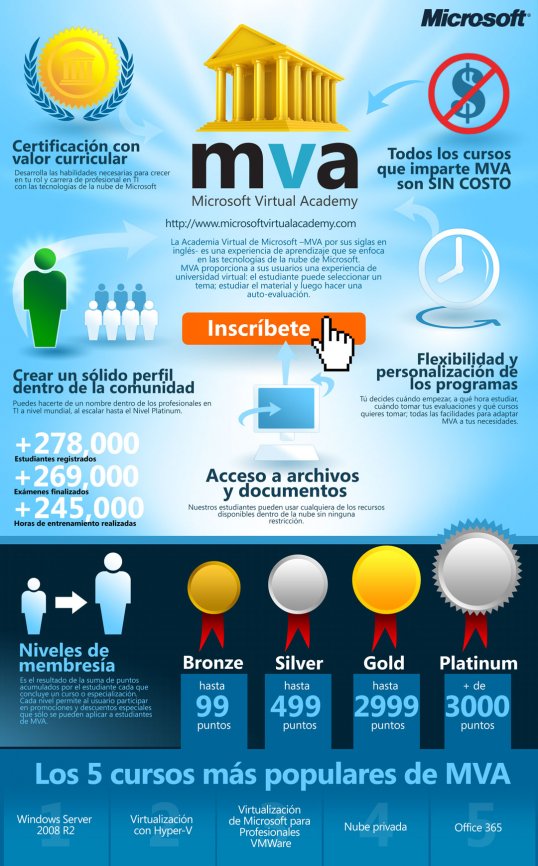 Microsoft®
Certificación con
valor curricular
Desarrolla las habilidades necesarias para crecer
en tu rol y carrera de profesional en TI
con las tecnologías de la nube de Microsoft
mva
Microsoft Virtual Academy
http://www.microsoftvirtualacademy.com
Todos los cursos
que imparte MVA
son SIN COSTO
La Academia Virtual de Microsoft –MVA por sus siglas en
inglés- es una experiencia de aprendizaje que se enfoca
en las tecnologías de la nube de Microsoft.
MVA proporciona a sus usuarios una experiencia de
universidad virtual: el estudiante puede seleccionar un
tema; estudiar el material y luego hacer una
auto-evaluación.
Inscríbete
Crear un sólido perfil
dentro de la comunidad
Puedes hacerte de un nombre dentro de los profesionales en
TI a nivel mundial, al escalar hasta el Nivel Platinum.
Flexibilidad y
personalización de
los programas
Tú decides cuándo empezar, a qué hora estudiar,
cuándo tomar tus evaluaciones y qué cursos
quieres tomar; todas las facilidades para adaptar
MVA a tus necesidades.
+278,000
Estudiantes registrados
+269,000
Exámenes finalizados
+245,000
Horas de entrenamiento realizadas
Acceso a archivos
y documentos
Nuestros estudiantes pueden usar cualquiera de los recursos
disponibles dentro de la nube sin ninguna
restricción.
Niveles de
membresía
Es el resultado de la suma de puntos
acumulados por el estudiante cada que
concluye un curso o especialización.
Cada nivel permite al usuario participar
en promociones y descuentos especiales
que sólo se pueden aplicar a estudiantes
de MVA.
Bronze
hasta
99
puntos
Silver
hasta
499
puntos
Gold
hasta
2999
puntos
Platinum
+ de
3000
puntos
Los 5 cursos más populares de MVA
1
Windows Server
2008 R2
2
Virtualización
con Hyper-V
3
Virtualización
de Microsoft para
Profesionales
VMWare
4
Nube privada
5
Office 365